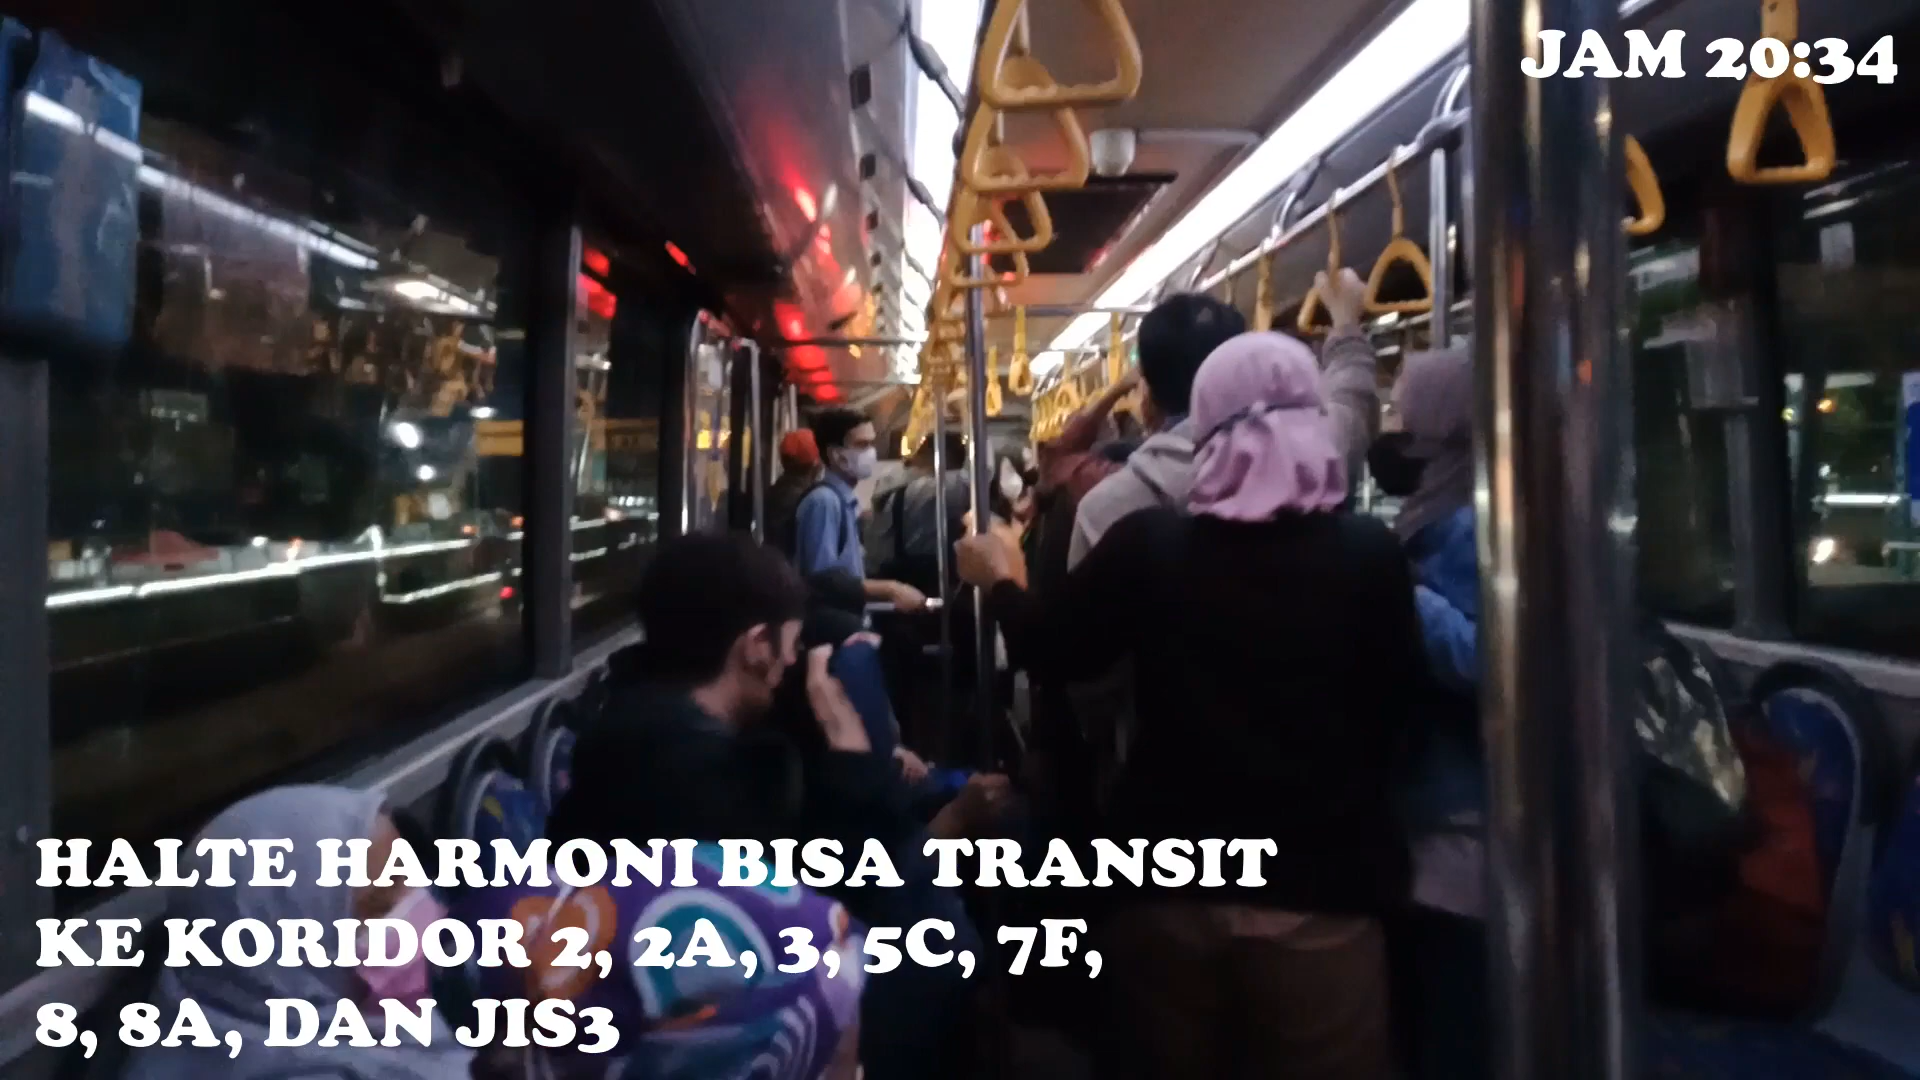 JAM 20:34
HALTE HARMONI BISA TRANSIT
KE KORIDOR 2, 2A, 3, 5C, 7F,
8, 8A, DAN JIS3